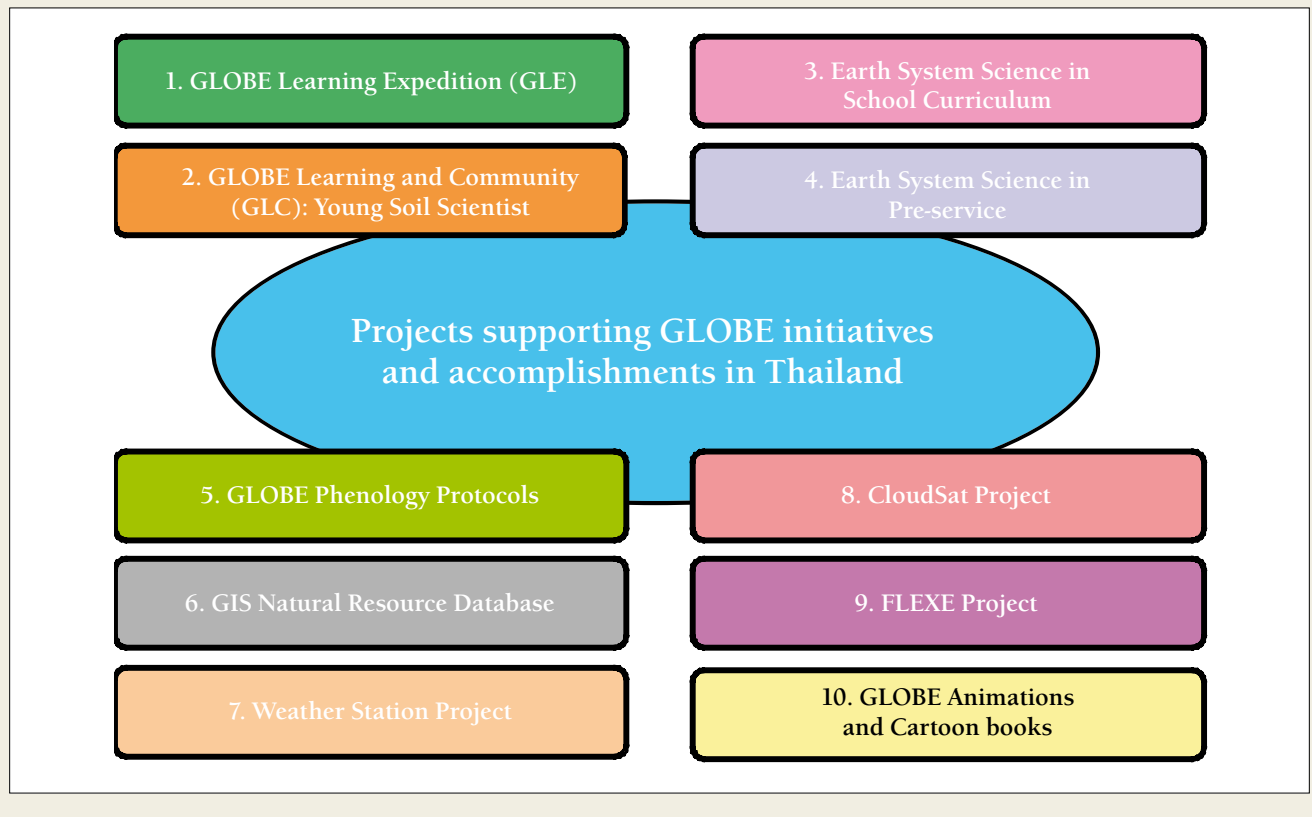 1. GLOBE Learning Expedition (GLE)
2. GLOBE Learning and Community
(GLC): Young Soil Scientist
3. Earth System Science in
School Curriculum
4. Earth System Science in
Pre-service
Projects supporting GLOBE initiatives
and accomplishments in Thailand
5. GLOBE Phenology Protocols
6. GIS Natural Resource Database
7. Weather Station Project
8. CloudSat Project
9. FLEXE Project
10. GLOBE Animations
and Cartoon books